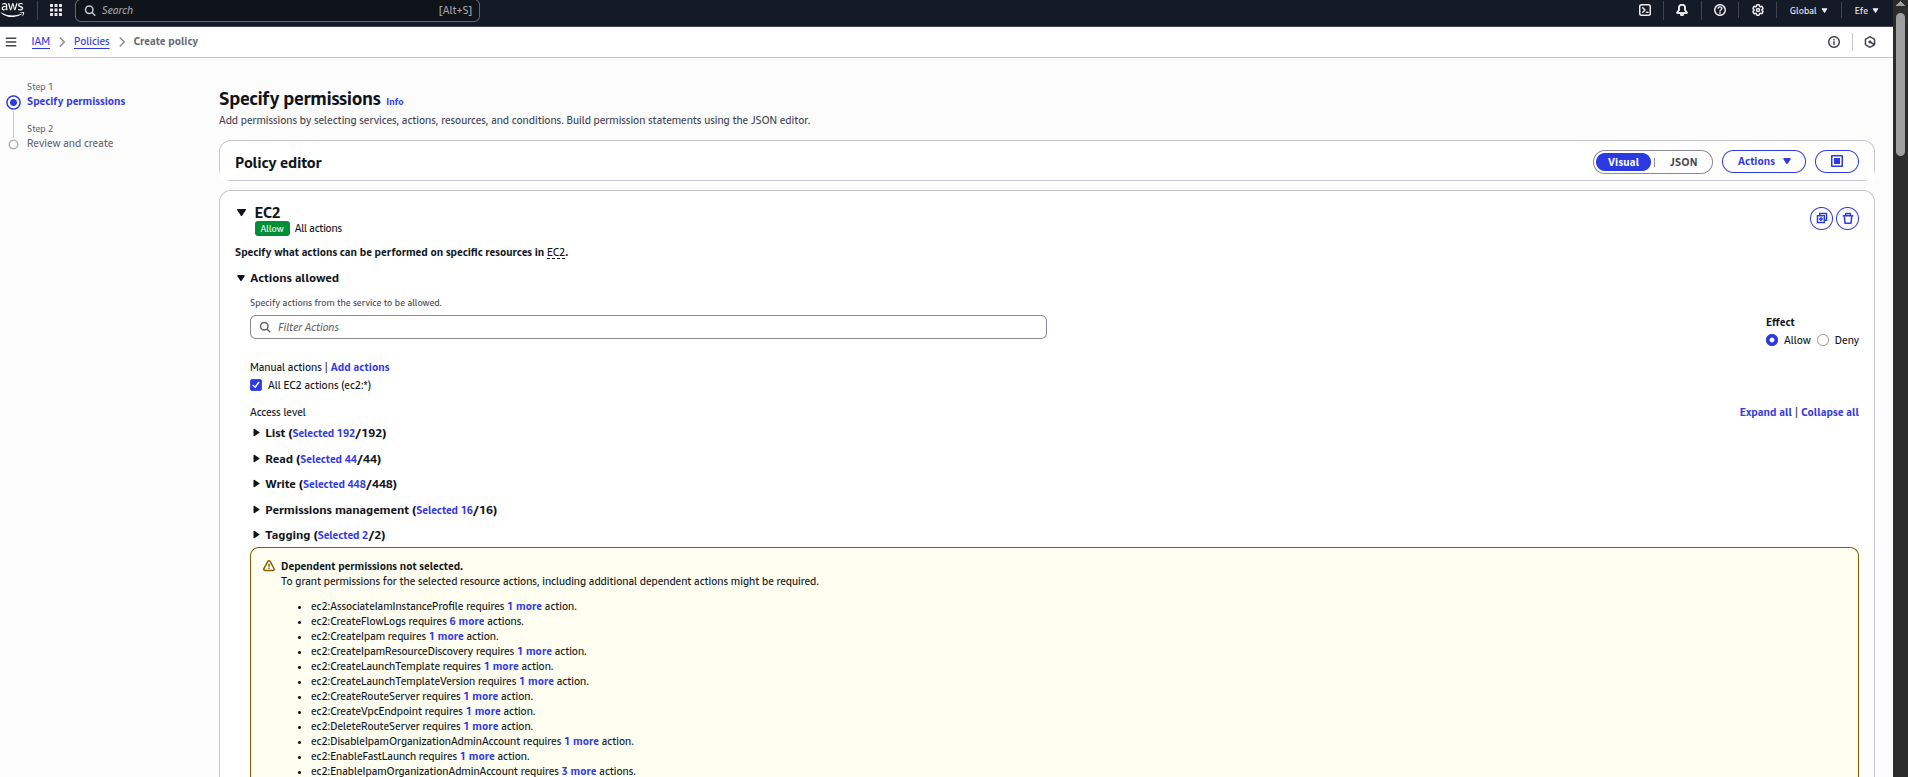 aws
Search
[Alt+S]
Global
Efe
IAM
Policies
Create policy
Step 1
Specify permissions
Step 2
Review and create
Specify permissions Info
Add permissions by selecting services, actions, resources, and conditions. Build permission statements using the JSON editor.
Policy editor
Visual | JSON
Actions
EC2
Allow All actions
Specify what actions can be performed on specific resources in EC2.
Actions allowed
Specify actions from the service to be allowed.
Filter Actions
Effect
Allow Deny
Manual actions | Add actions
All EC2 actions (ec2:*)
Access level
Expand all | Collapse all
List (Selected 192/192)
Read (Selected 44/44)
Write (Selected 448/448)
Permissions management (Selected 16/16)
Tagging (Selected 2/2)
Dependent permissions not selected.
To grant permissions for the selected resource actions, including additional dependent actions might be required.
• ec2:AssociateIamInstanceProfile requires 1 more action.
• ec2:CreateFlowLogs requires 6 more actions.
• ec2:CreateIpam requires 1 more action.
• ec2:CreateIpamResourceDiscovery requires 1 more action.
• ec2:CreateLaunchTemplate requires 1 more action.
• ec2:CreateLaunchTemplateVersion requires 1 more action.
• ec2:CreateRouteServer requires 1 more action.
• ec2:CreateVpcEndpoint requires 1 more action.
• ec2:DeleteRouteServer requires 1 more action.
• ec2:DisableIpamOrganizationAdminAccount requires 1 more action.
• ec2:EnableFastLaunch requires 1 more action.
• ec2:EnableIpamOrganizationAdminAccount requires 3 more actions.